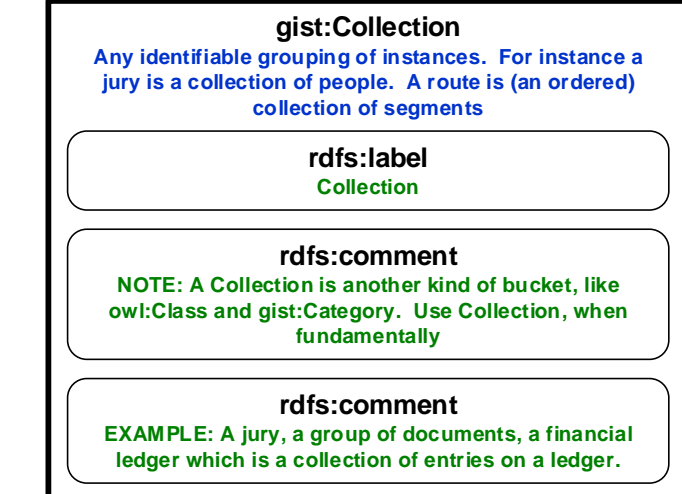 gist:Collection
Any identifiable grouping of instances.  For instance a
jury is a collection of people.  A route is (an ordered)
collection of segments
rdfs:label
Collection
rdfs:comment
NOTE: A Collection is another kind of bucket, like
owl:Class and gist:Category.  Use Collection, when
fundamentally
rdfs:comment
EXAMPLE: A jury, a group of documents, a financial
ledger which is a collection of entries on a ledger.